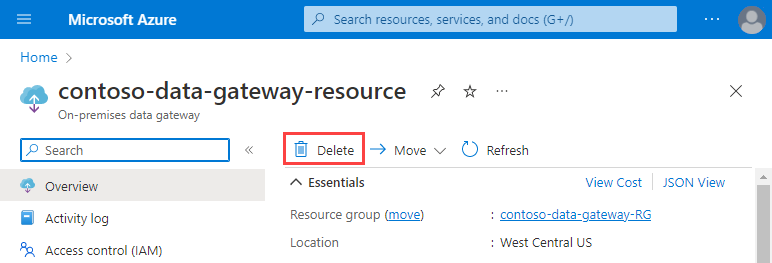 Microsoft Azure
Search resources, services, and docs (G+/)
...
Home >
contoso-data-gateway-resource
...
On-premises data gateway
Search
«
Delete
Move
Refresh
Overview
Essentials
View Cost
JSON View
Activity log
Resource group (move) : contoso-data-gateway-RG
Access control (IAM)
Location : West Central US